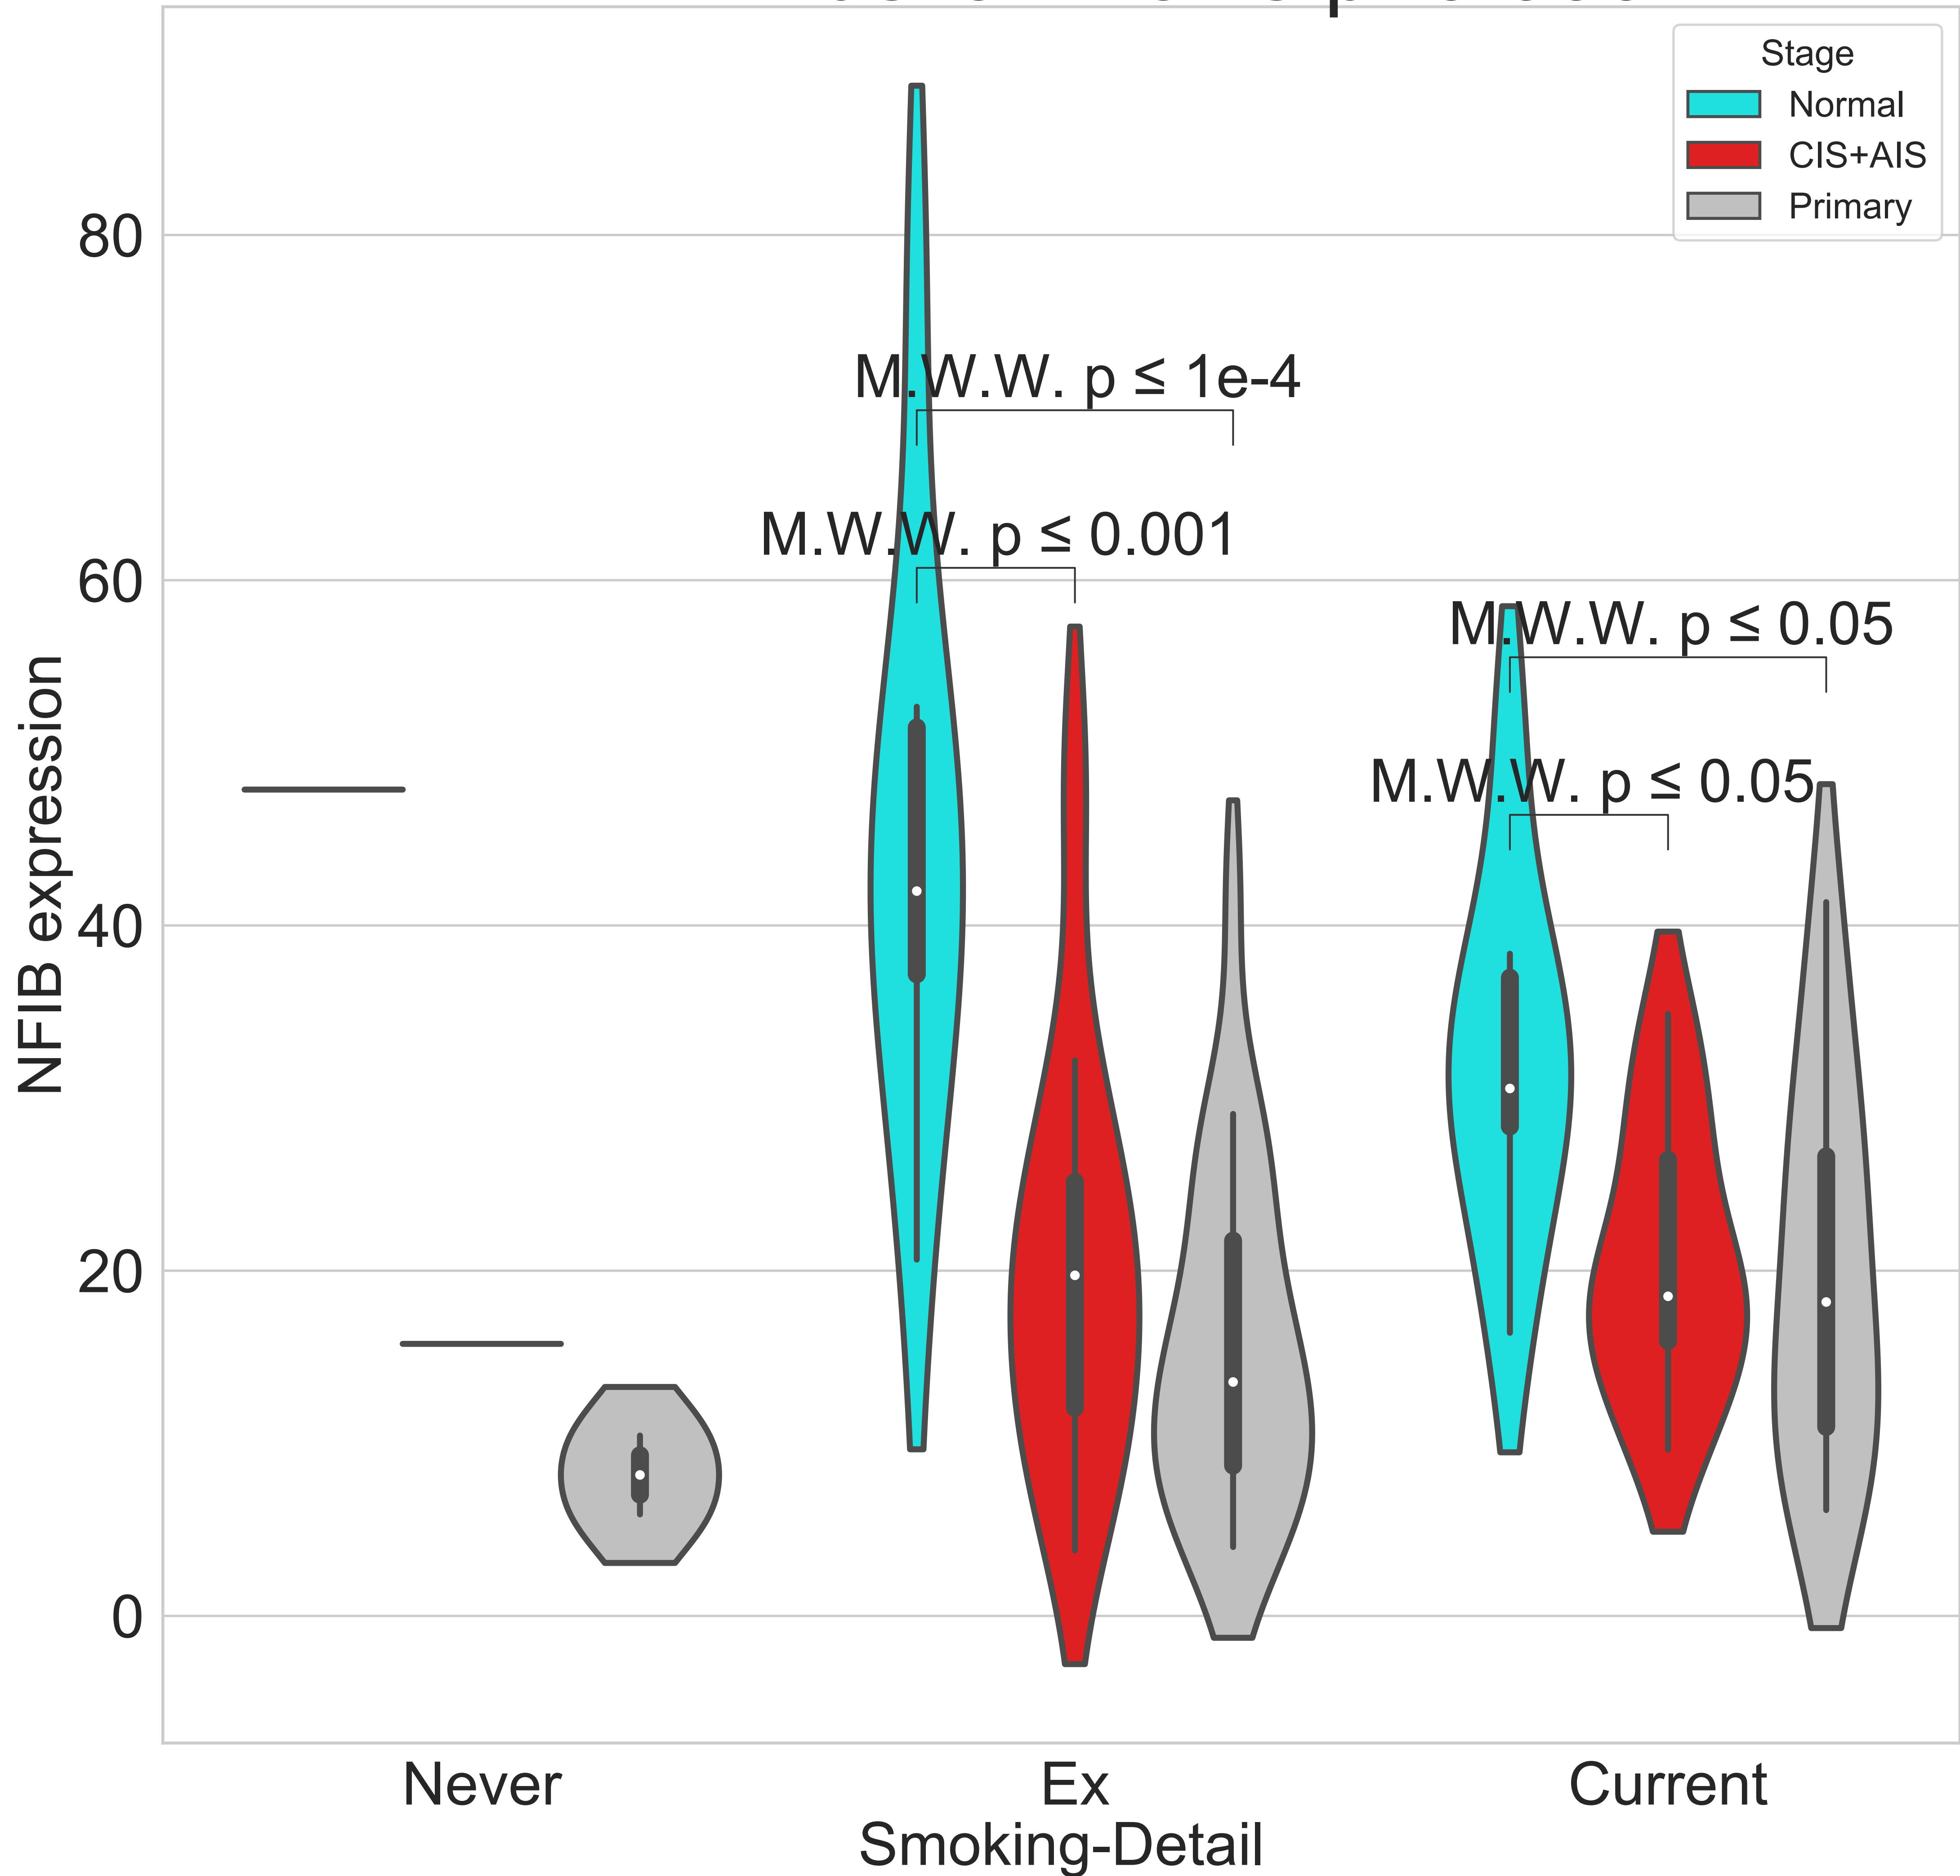 Stage
Normal
CIS+AIS
Primary
80
60
40
20
0
NFIB expression
M.W.W. p ≤ 1e-4
M.W.W. p ≤ 0.001
M.W.W. p ≤ 0.05
M.W.W. p ≤ 0.05
Never
Ex
Current
Smoking-Detail